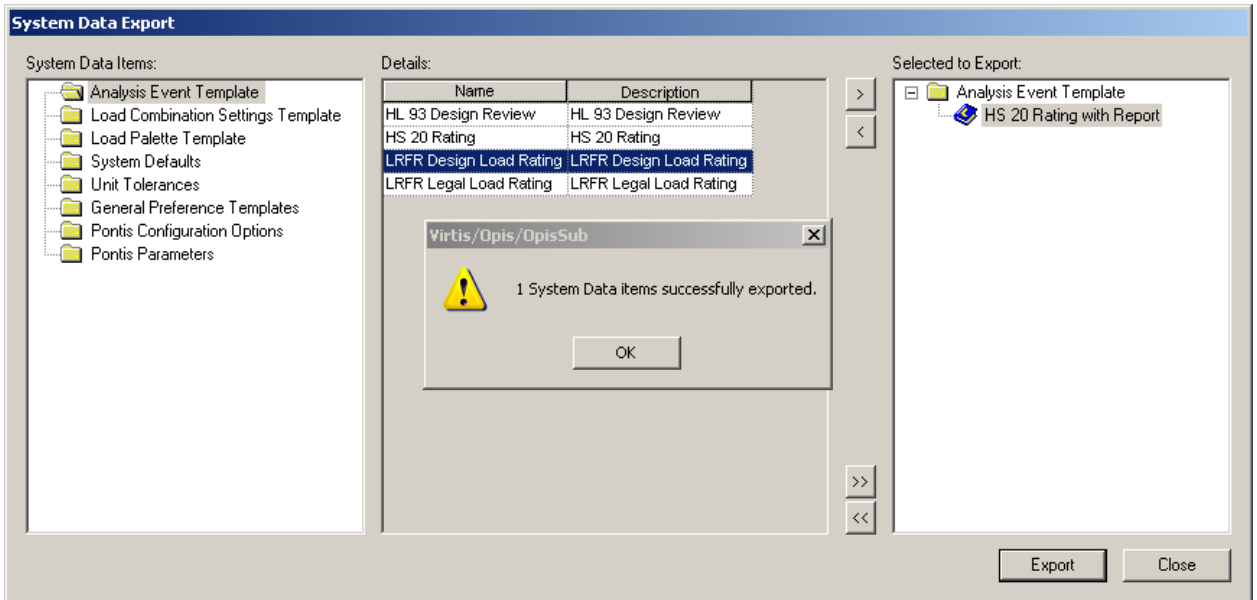 System Data Export
System Data Items:
Analysis Event Template
Load Combination Settings Template
Load Palette Template
System Defaults
Unit Tolerances
General Preference Templates
Pontis Configuration Options
Pontis Parameters
Details:
Name Description
HL 93 Design Review HL 93 Design Review
HS 20 Rating HS 20 Rating
LRFR Design Load Rating LRFR Design Load Rating
LRFR Legal Load Rating LRFR Legal Load Rating
Virtis/Opis/OpisSub
1 System Data items successfully exported.
OK
>
<
>>
<<
Selected to Export:
Analysis Event Template
HS 20 Rating with Report
Export Close